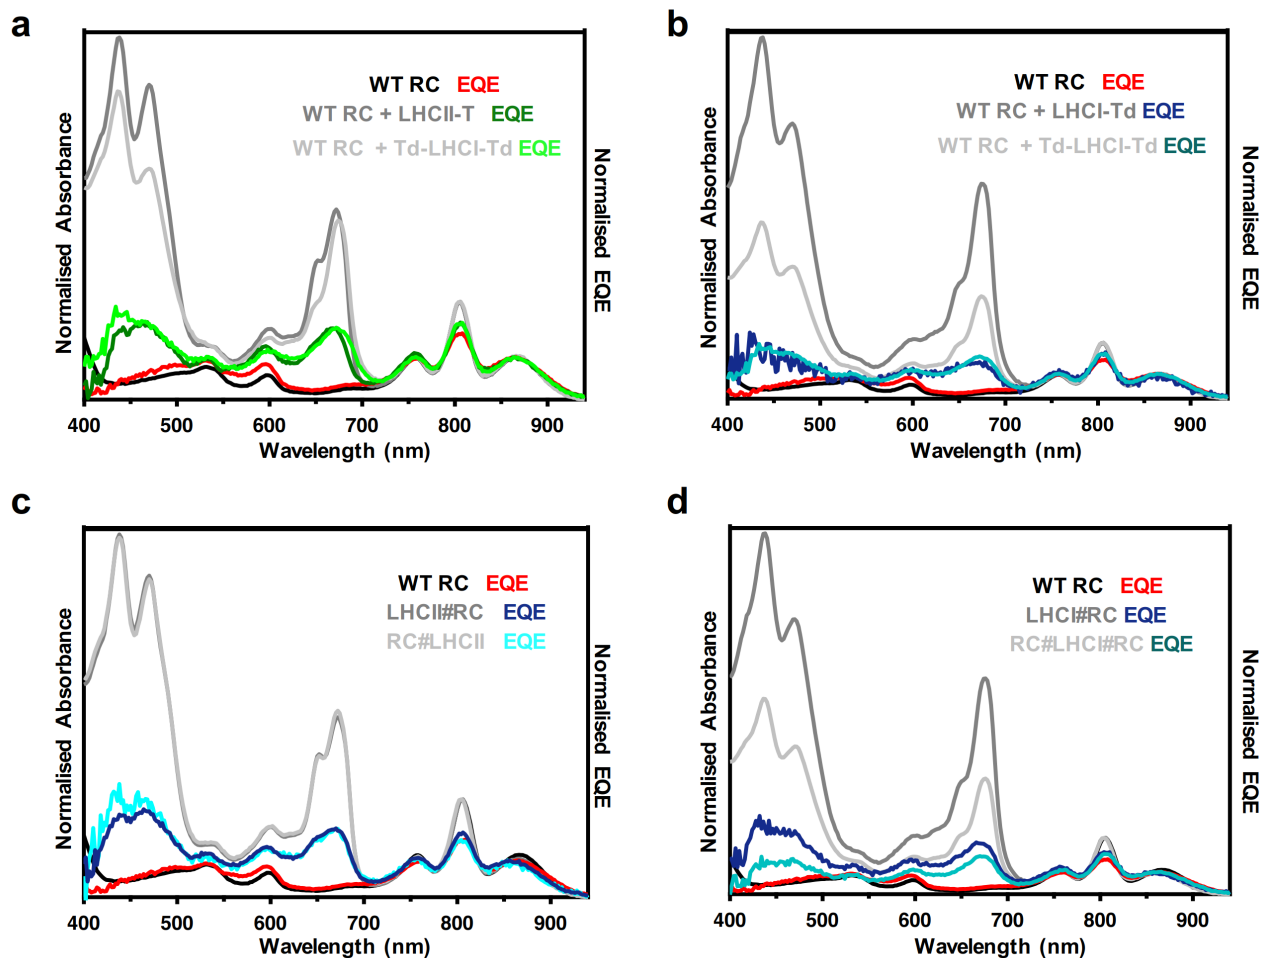 a
Normalised Absorbance
WT RC EQE
WT RC + LHCII-T EQE
WT RC + Td-LHCI-Td EQE
Normalised EQE
400 500 600 700 800 900
Wavelength (nm)
b
Normalised Absorbance
WT RC EQE
WT RC + LHCI-Td EQE
WT RC + Td-LHCI-Td EQE
Normalised EQE
400 500 600 700 800 900
Wavelength (nm)
c
Normalised Absorbance
WT RC EQE
LHCII#RC EQE
RC#LHCII EQE
Normalised EQE
400 500 600 700 800 900
Wavelength (nm)
d
Normalised Absorbance
WT RC EQE
LHCI#RC EQE
RC#LHCI#RC EQE
Normalised EQE
400 500 600 700 800 900
Wavelength (nm)